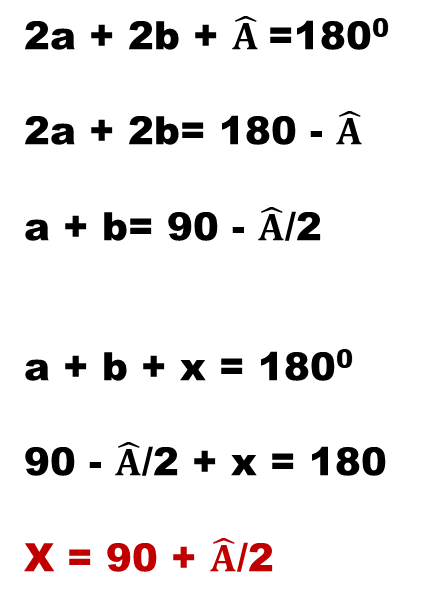 2a + 2b + Â =180⁰
2a + 2b= 180 - Â
a + b= 90 - Â/2
a + b + x = 180⁰
90 - Â/2 + x = 180
X = 90 + Â/2